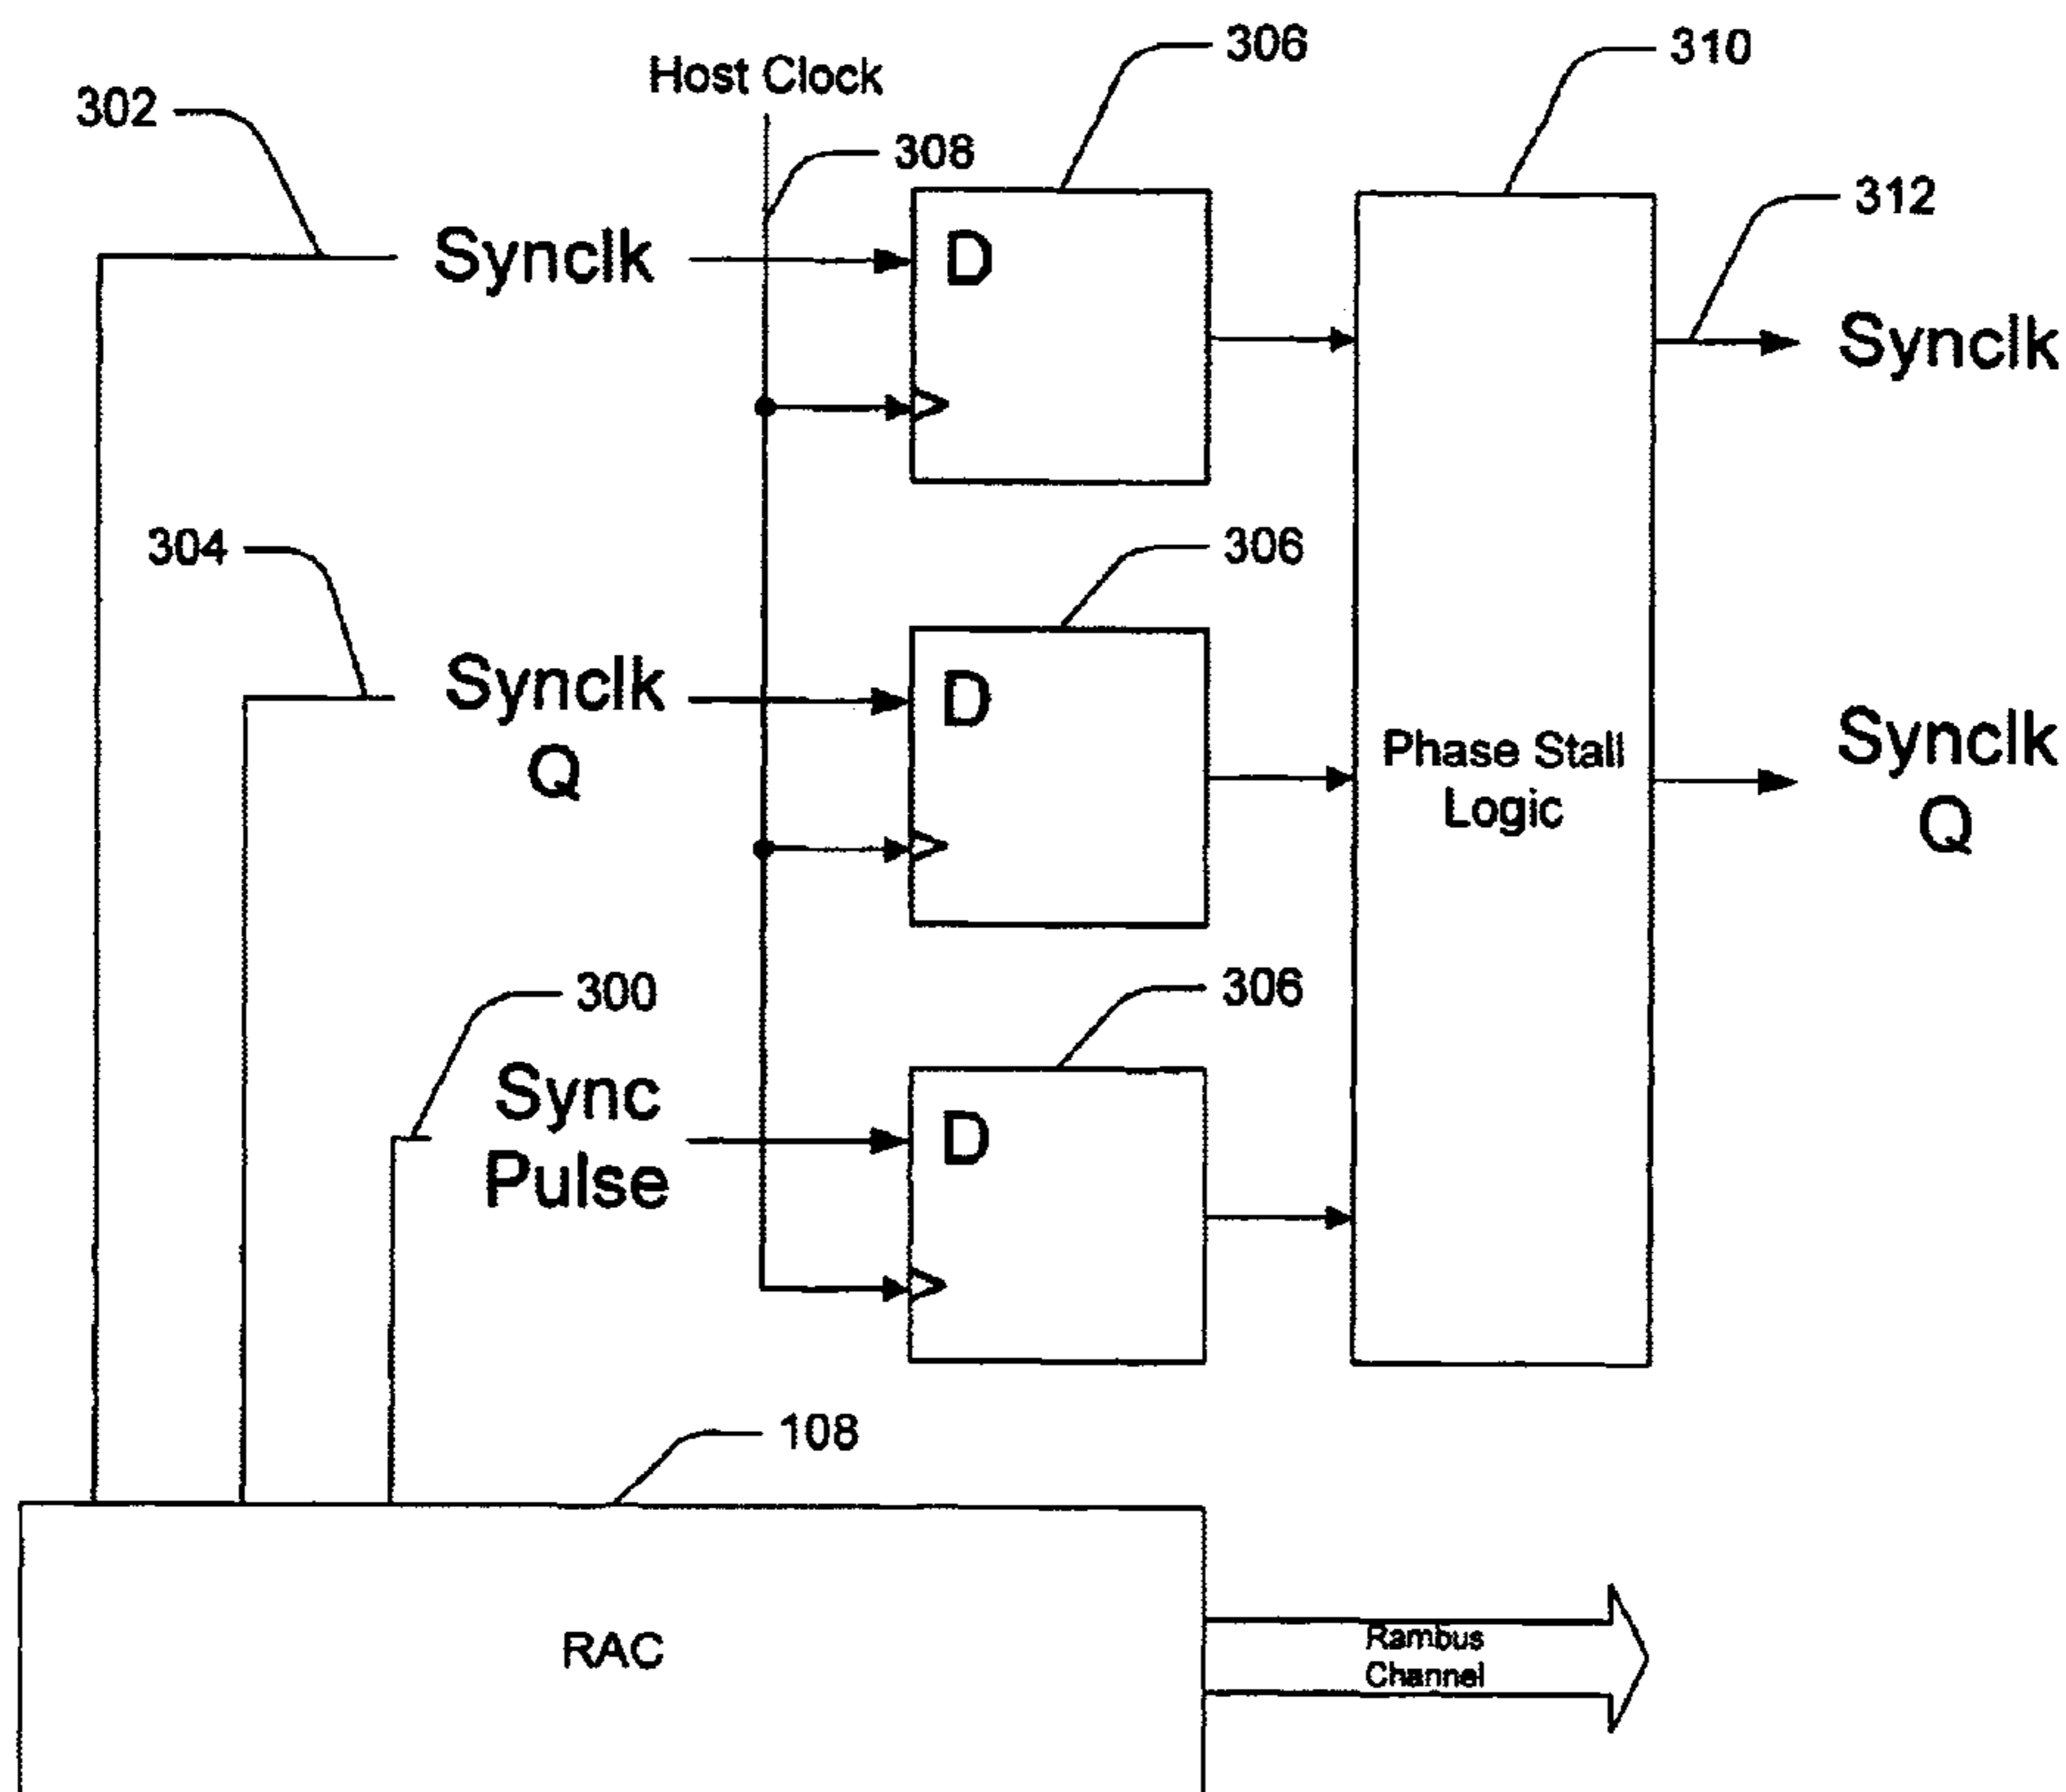 306
310
Host Clock
302
308
312
Synclk
D
Synclk
304
306
Synclk
Q
D
Phase Stall
Logic
Synclk
Q
300
306
Sync
Pulse
D
108
RAC
Rambus
Channel